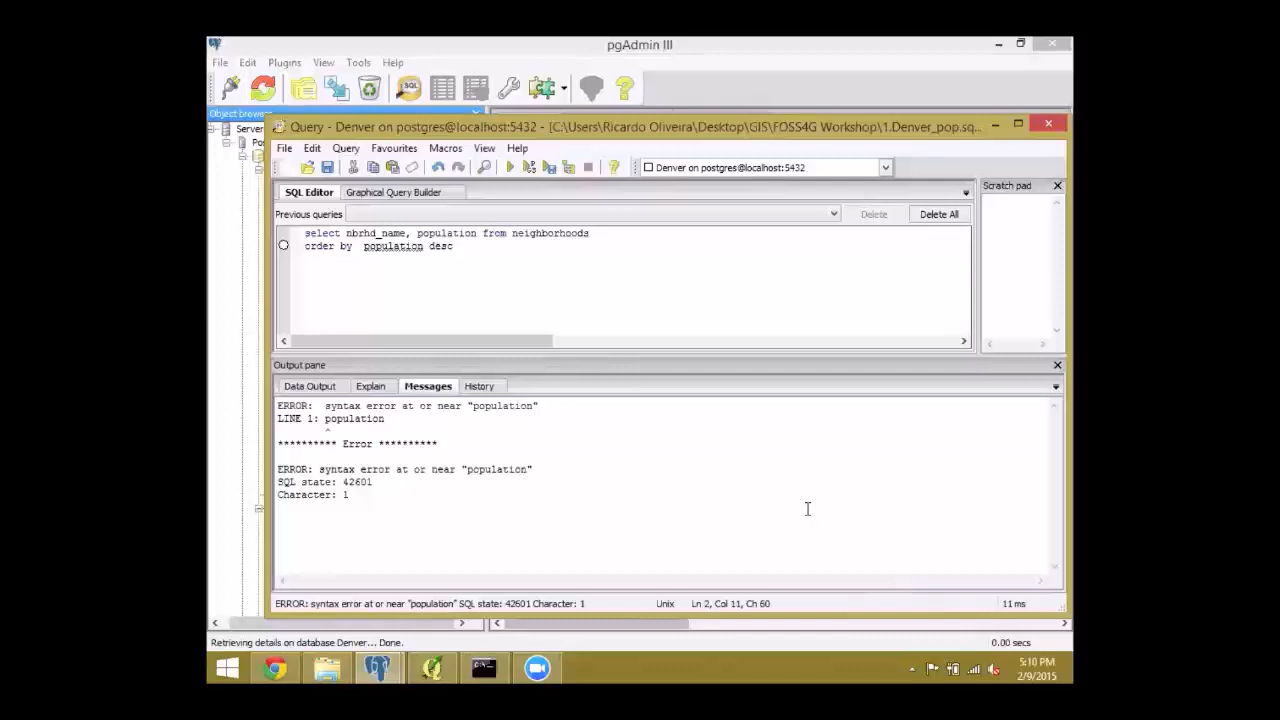 pgAdmin III
File Edit Plugins View Tools Help
SQL
Object
Server
Query - Denver on postgres@localhost:5432 - [C:\Users\Ricardo Oliveira\Desktop\GIS\FOSS4G Workshop\1.Denver_pop.sq...
File Edit Query Favourites Macros View Help
Denver on postgres@localhost:5432
SQL Editor Graphical Query Builder
Scratch pad
Previous queries Delete Delete All
select nbrhd_name, population from neighborhoods
order by population desc
Output pane
Data Output Explain Messages History
ERROR: syntax error at or near "population"
LINE 1: population
^
********** Error **********
ERROR: syntax error at or near "population"
SQL state: 42601
Character: 1
ERROR: syntax error at or near "population" SQL state: 42601 Character: 1 Unix Ln 2, Col 11, Ch 60 11 ms
Retrieving details on database Denver... Done. 0.00 secs
5:10 PM
2/9/2015